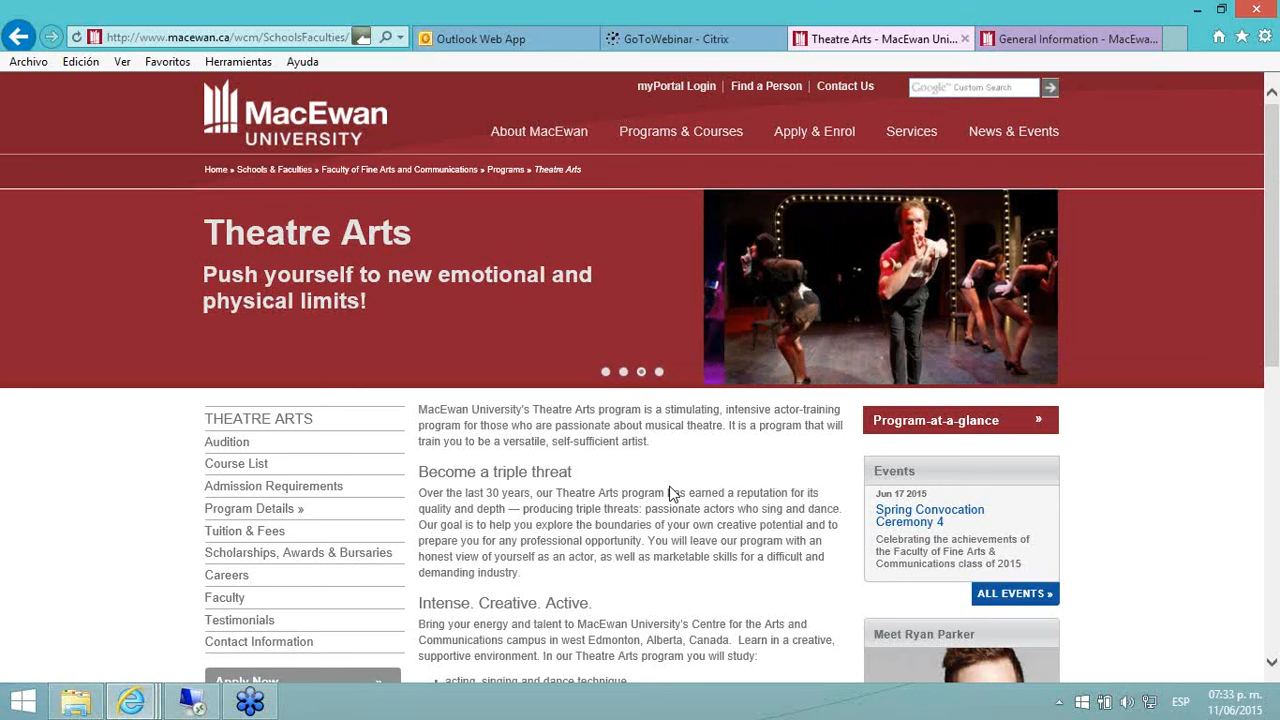 http://www.macewan.ca/wcm/SchoolsFaculties/
Outlook Web App
GoToWebinar - Citrix
Theatre Arts - MacEwan Uni...
General Information - MacEwa...
Archivo Edición Ver Favoritos Herramientas Ayuda
myPortal Login | Find a Person | Contact Us
Google™ Custom Search
MacEwan
UNIVERSITY
About MacEwan Programs & Courses Apply & Enrol Services News & Events
Home » Schools & Faculties » Faculty of Fine Arts and Communications » Programs » Theatre Arts
Theatre Arts
Push yourself to new emotional and
physical limits!
THEATRE ARTS
Audition
Course List
Admission Requirements
Program Details »
Tuition & Fees
Scholarships, Awards & Bursaries
Careers
Faculty
Testimonials
Contact Information
Apply Now »
MacEwan University's Theatre Arts program is a stimulating, intensive actor-training
program for those who are passionate about musical theatre. It is a program that will
train you to be a versatile, self-sufficient artist.
Become a triple threat
Over the last 30 years, our Theatre Arts program has earned a reputation for its
quality and depth — producing triple threats: passionate actors who sing and dance.
Our goal is to help you explore the boundaries of your own creative potential and to
prepare you for any professional opportunity. You will leave our program with an
honest view of yourself as an actor, as well as marketable skills for a difficult and
demanding industry.
Intense. Creative. Active.
Bring your energy and talent to MacEwan University's Centre for the Arts and
Communications campus in west Edmonton, Alberta, Canada. Learn in a creative,
supportive environment. In our Theatre Arts program you will study:
• acting, singing and dance technique
Program-at-a-glance »
Events
Jun 17 2015
Spring Convocation
Ceremony 4
Celebrating the achievements of
the Faculty of Fine Arts &
Communications class of 2015
ALL EVENTS »
Meet Ryan Parker
ESP
07:33 p. m.
11/06/2015